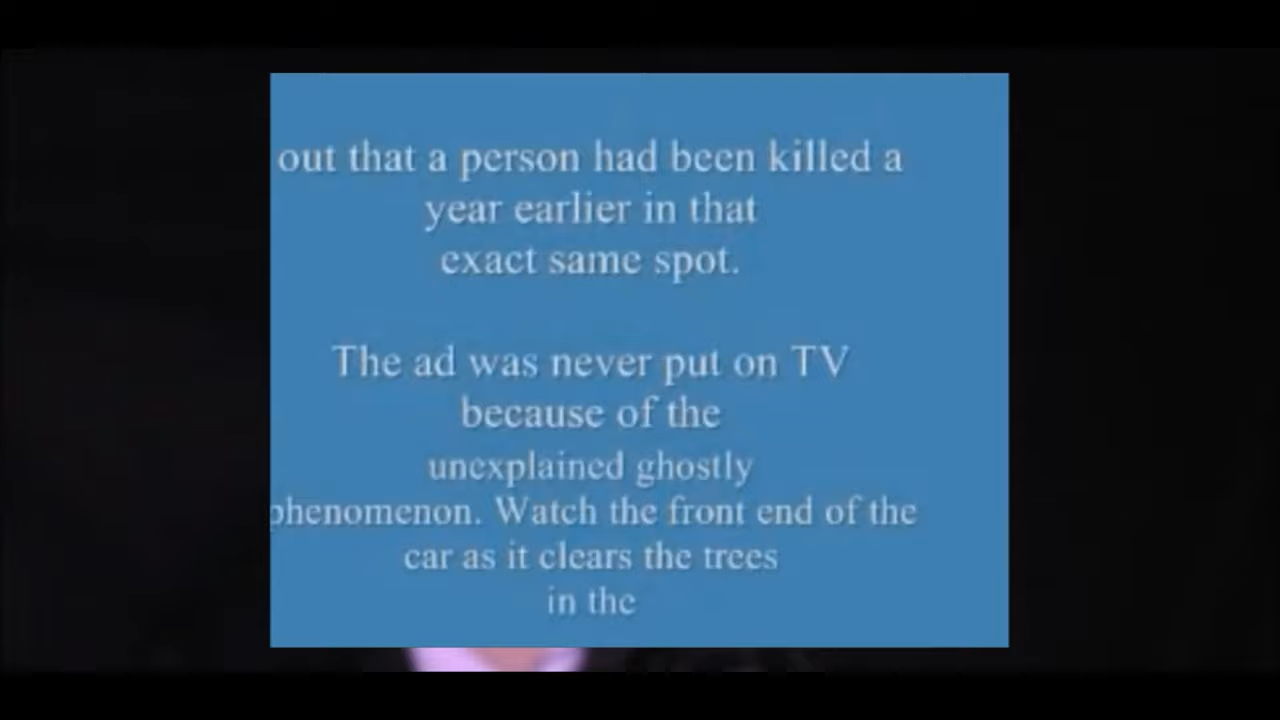 out that a person had been killed a
year earlier in that
exact same spot.
The ad was never put on TV
because of the
unexplained ghostly
phenomenon. Watch the front end of the
car as it clears the trees
in the